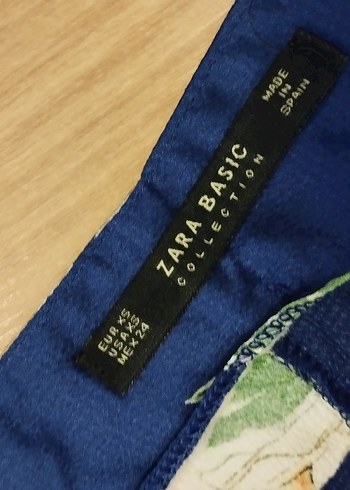 ZARA BASIC
COLLECTION
MADE
IN
SPAIN
EUR XS
USA XS
MEX 24